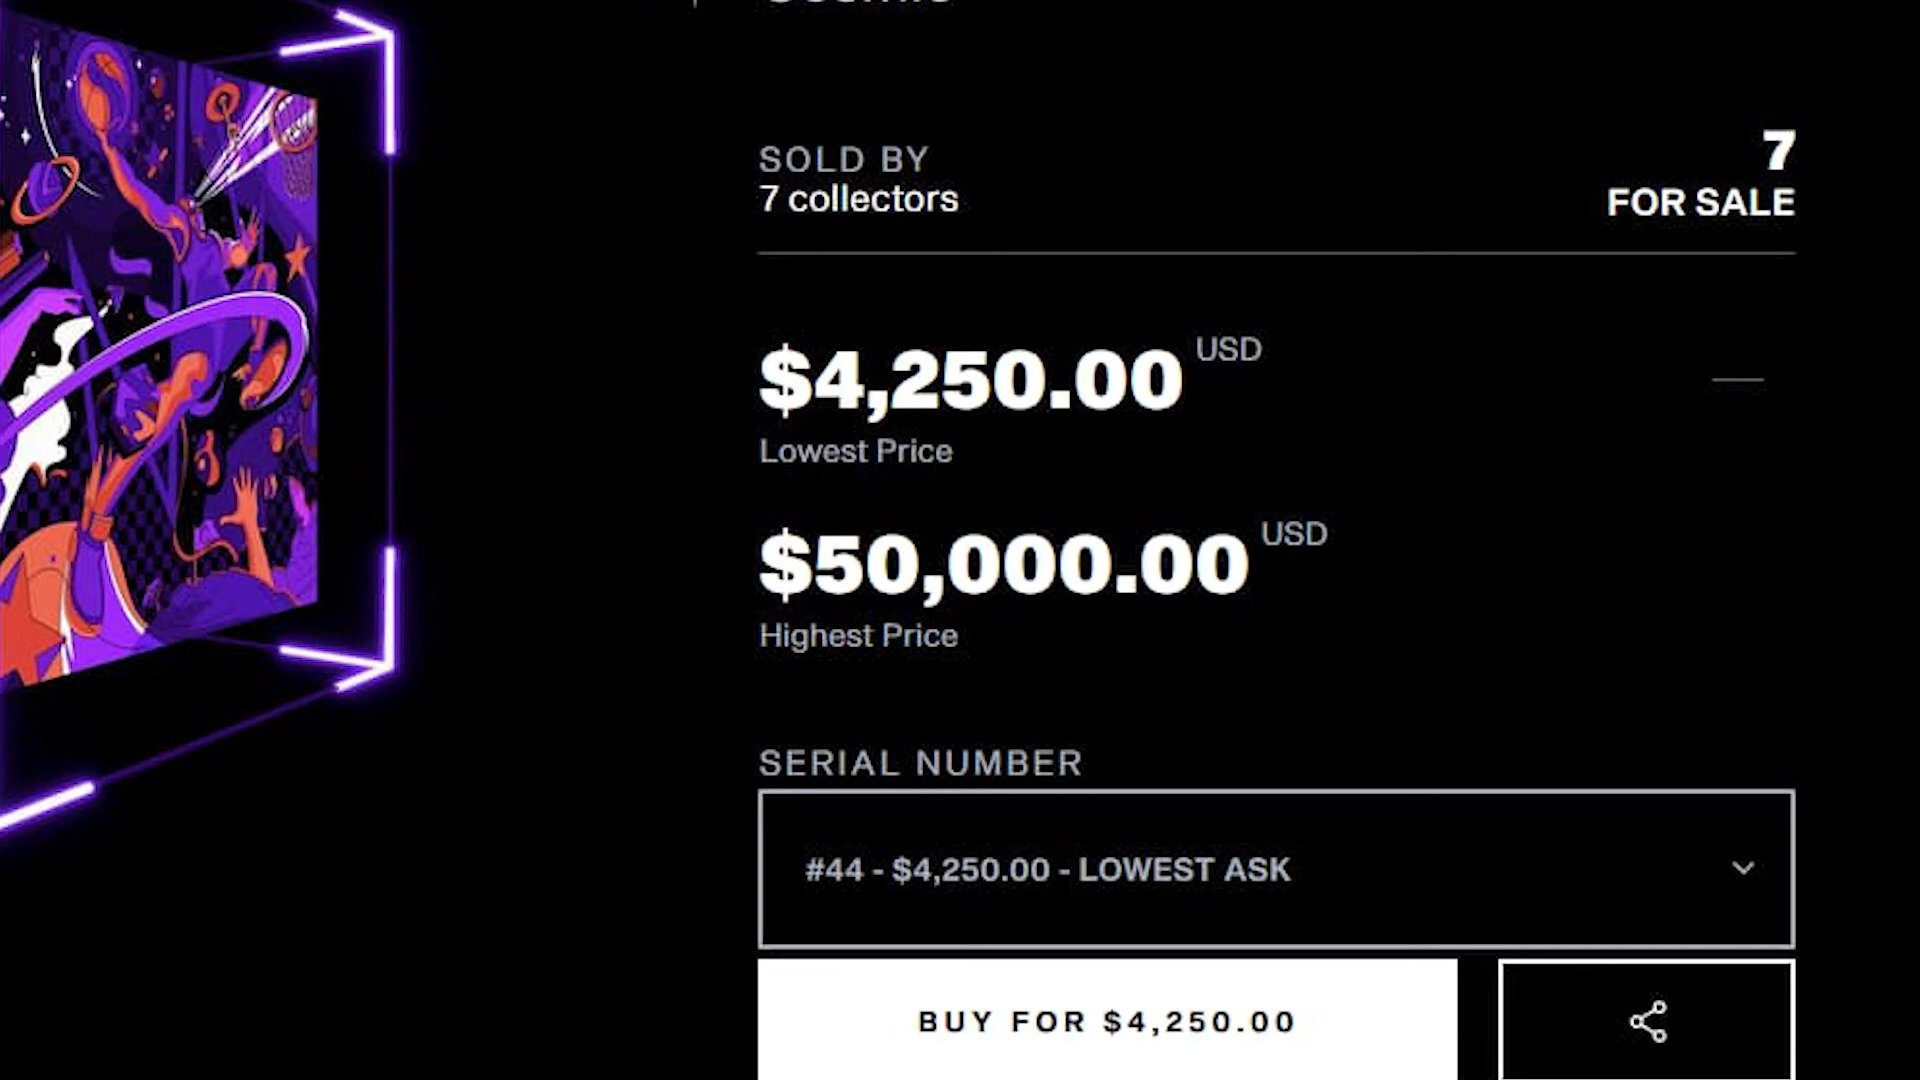 SOLD BY
7 collectors
7
FOR SALE
$4,250.00 USD
Lowest Price
$50,000.00 USD
Highest Price
SERIAL NUMBER
#44 - $4,250.00 - LOWEST ASK
BUY FOR $4,250.00